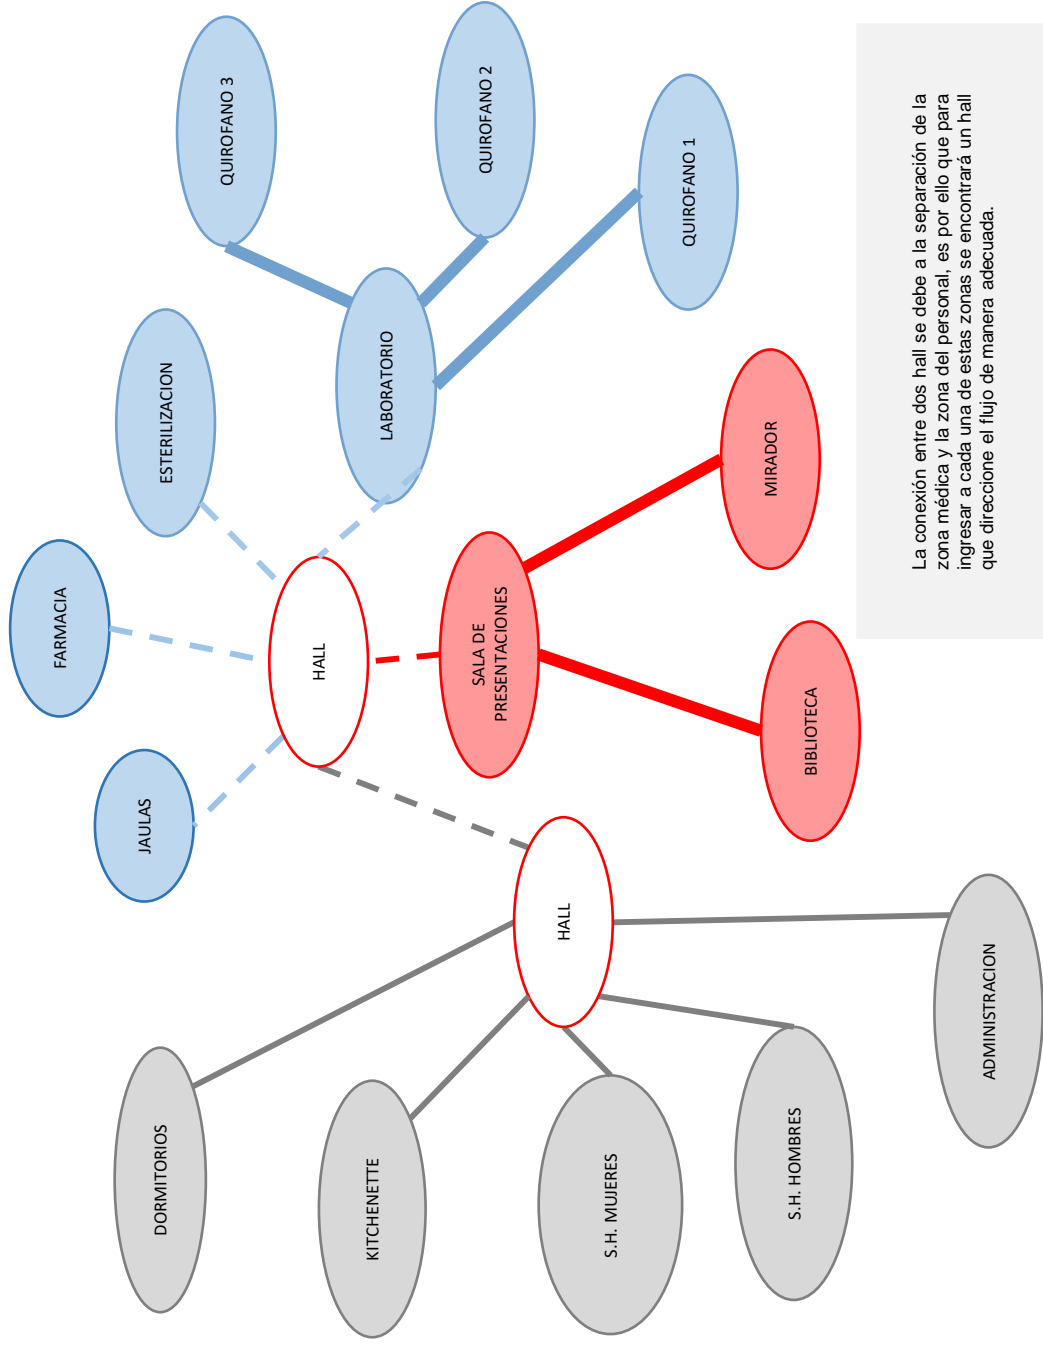 DORMITORIOS
KITCHENETTE
S.H. MUJERES
S.H. HOMBRES
ADMINISTRACION
HALL
JAULAS
FARMACIA
HALL
ESTERILIZACION
SALA DE
PRESENTACIONES
BIBLIOTECA
MIRADOR
LABORATORIO
QUIROFANO 3
QUIROFANO 2
QUIROFANO 1
La conexión entre dos hall se debe a la separación de la
zona médica y la zona del personal, es por ello que para
ingresar a cada una de estas zonas se encontrará un hall
que direccione el flujo de manera adecuada.